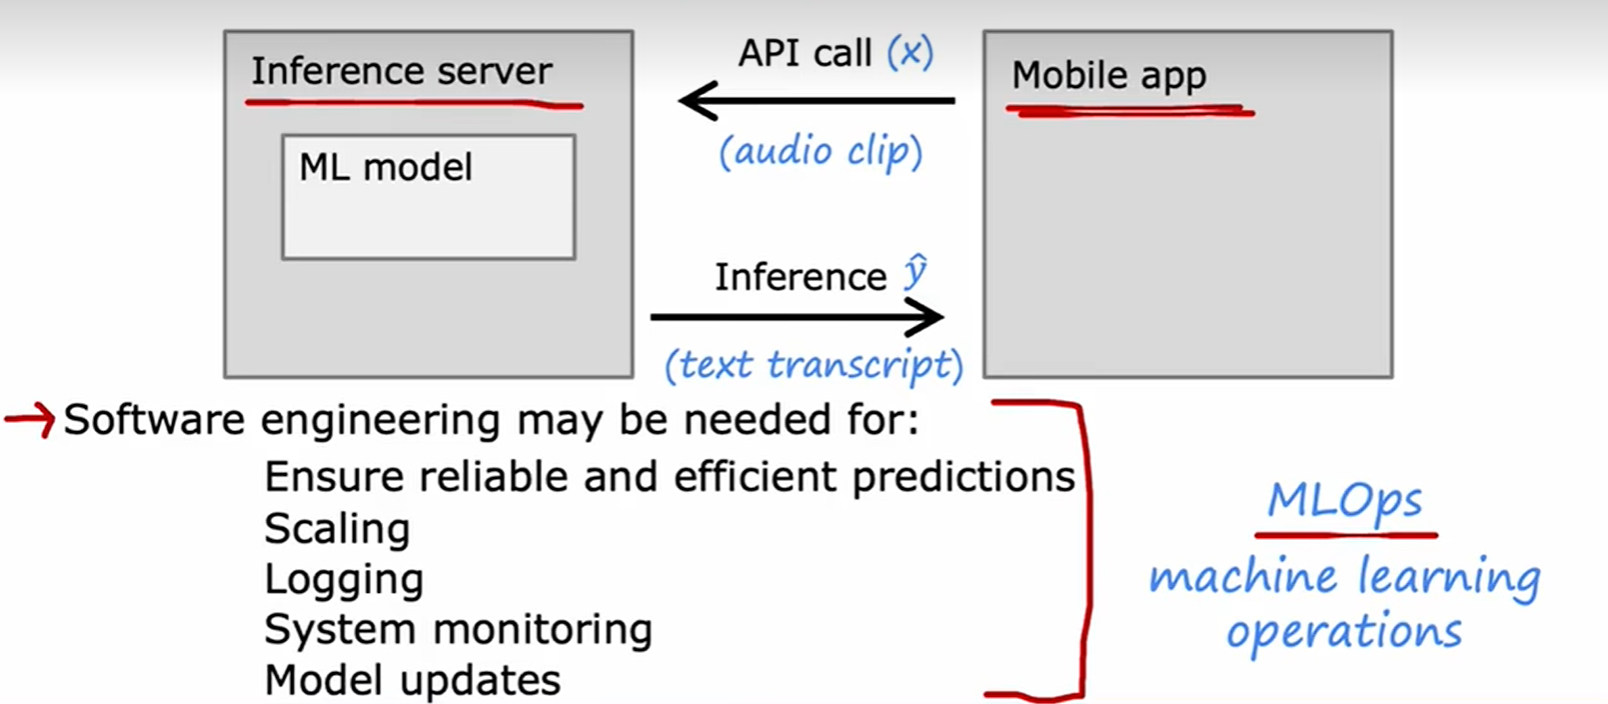 Inference server
ML model
API call (x)
(audio clip)
Inference ŷ
(text transcript)
Mobile app
Software engineering may be needed for:
Ensure reliable and efficient predictions
Scaling
Logging
System monitoring
Model updates
MLOps
machine learning
operations